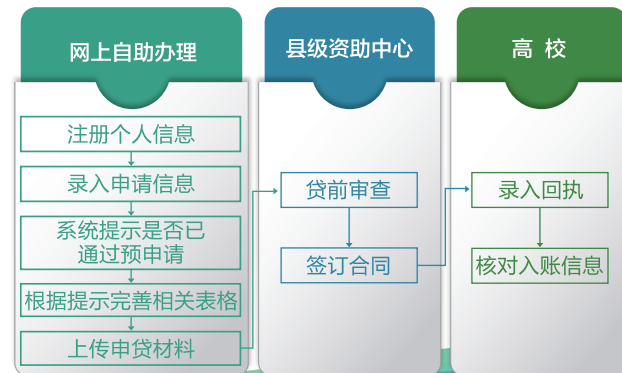 网上自助办理
注册个人信息
录入申请信息
系统提示是否已
通过预申请
根据提示完善相关表格
上传申贷材料
县级资助中心
贷前审查
签订合同
高校
录入回执
核对入账信息